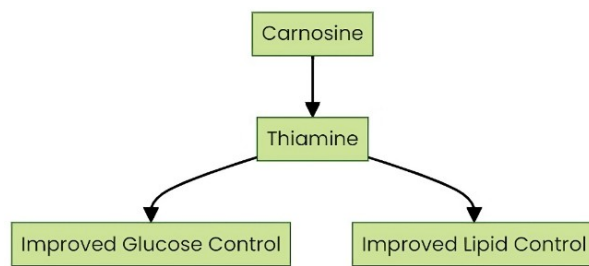 Carnosine
Thiamine
Improved Glucose Control
Improved Lipid Control